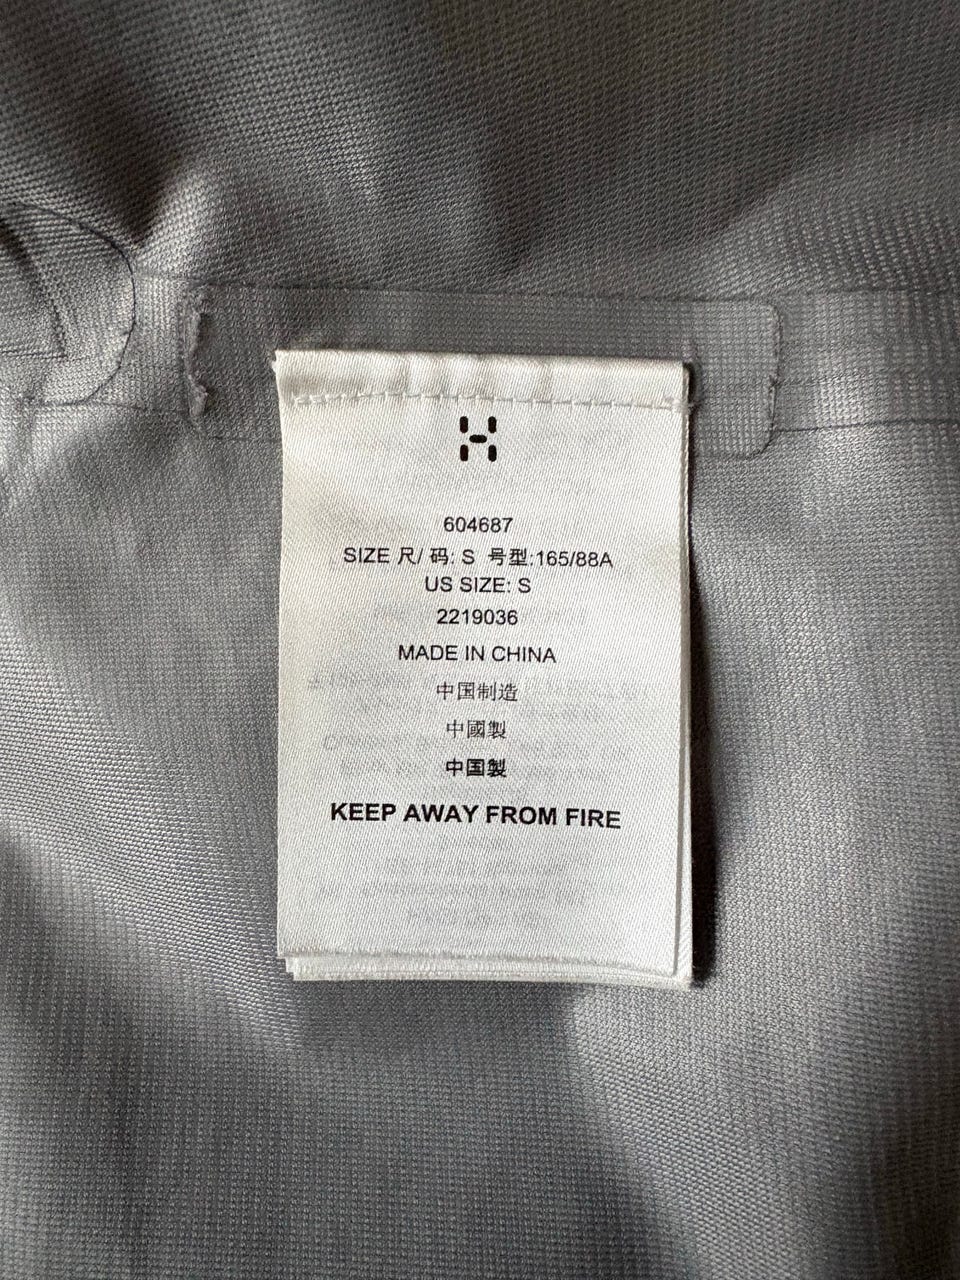 604687
SIZE 尺/ 码: S 号型:165/88A
US SIZE: S
2219036
MADE IN CHINA
中国制造
中國製
中国製
KEEP AWAY FROM FIRE